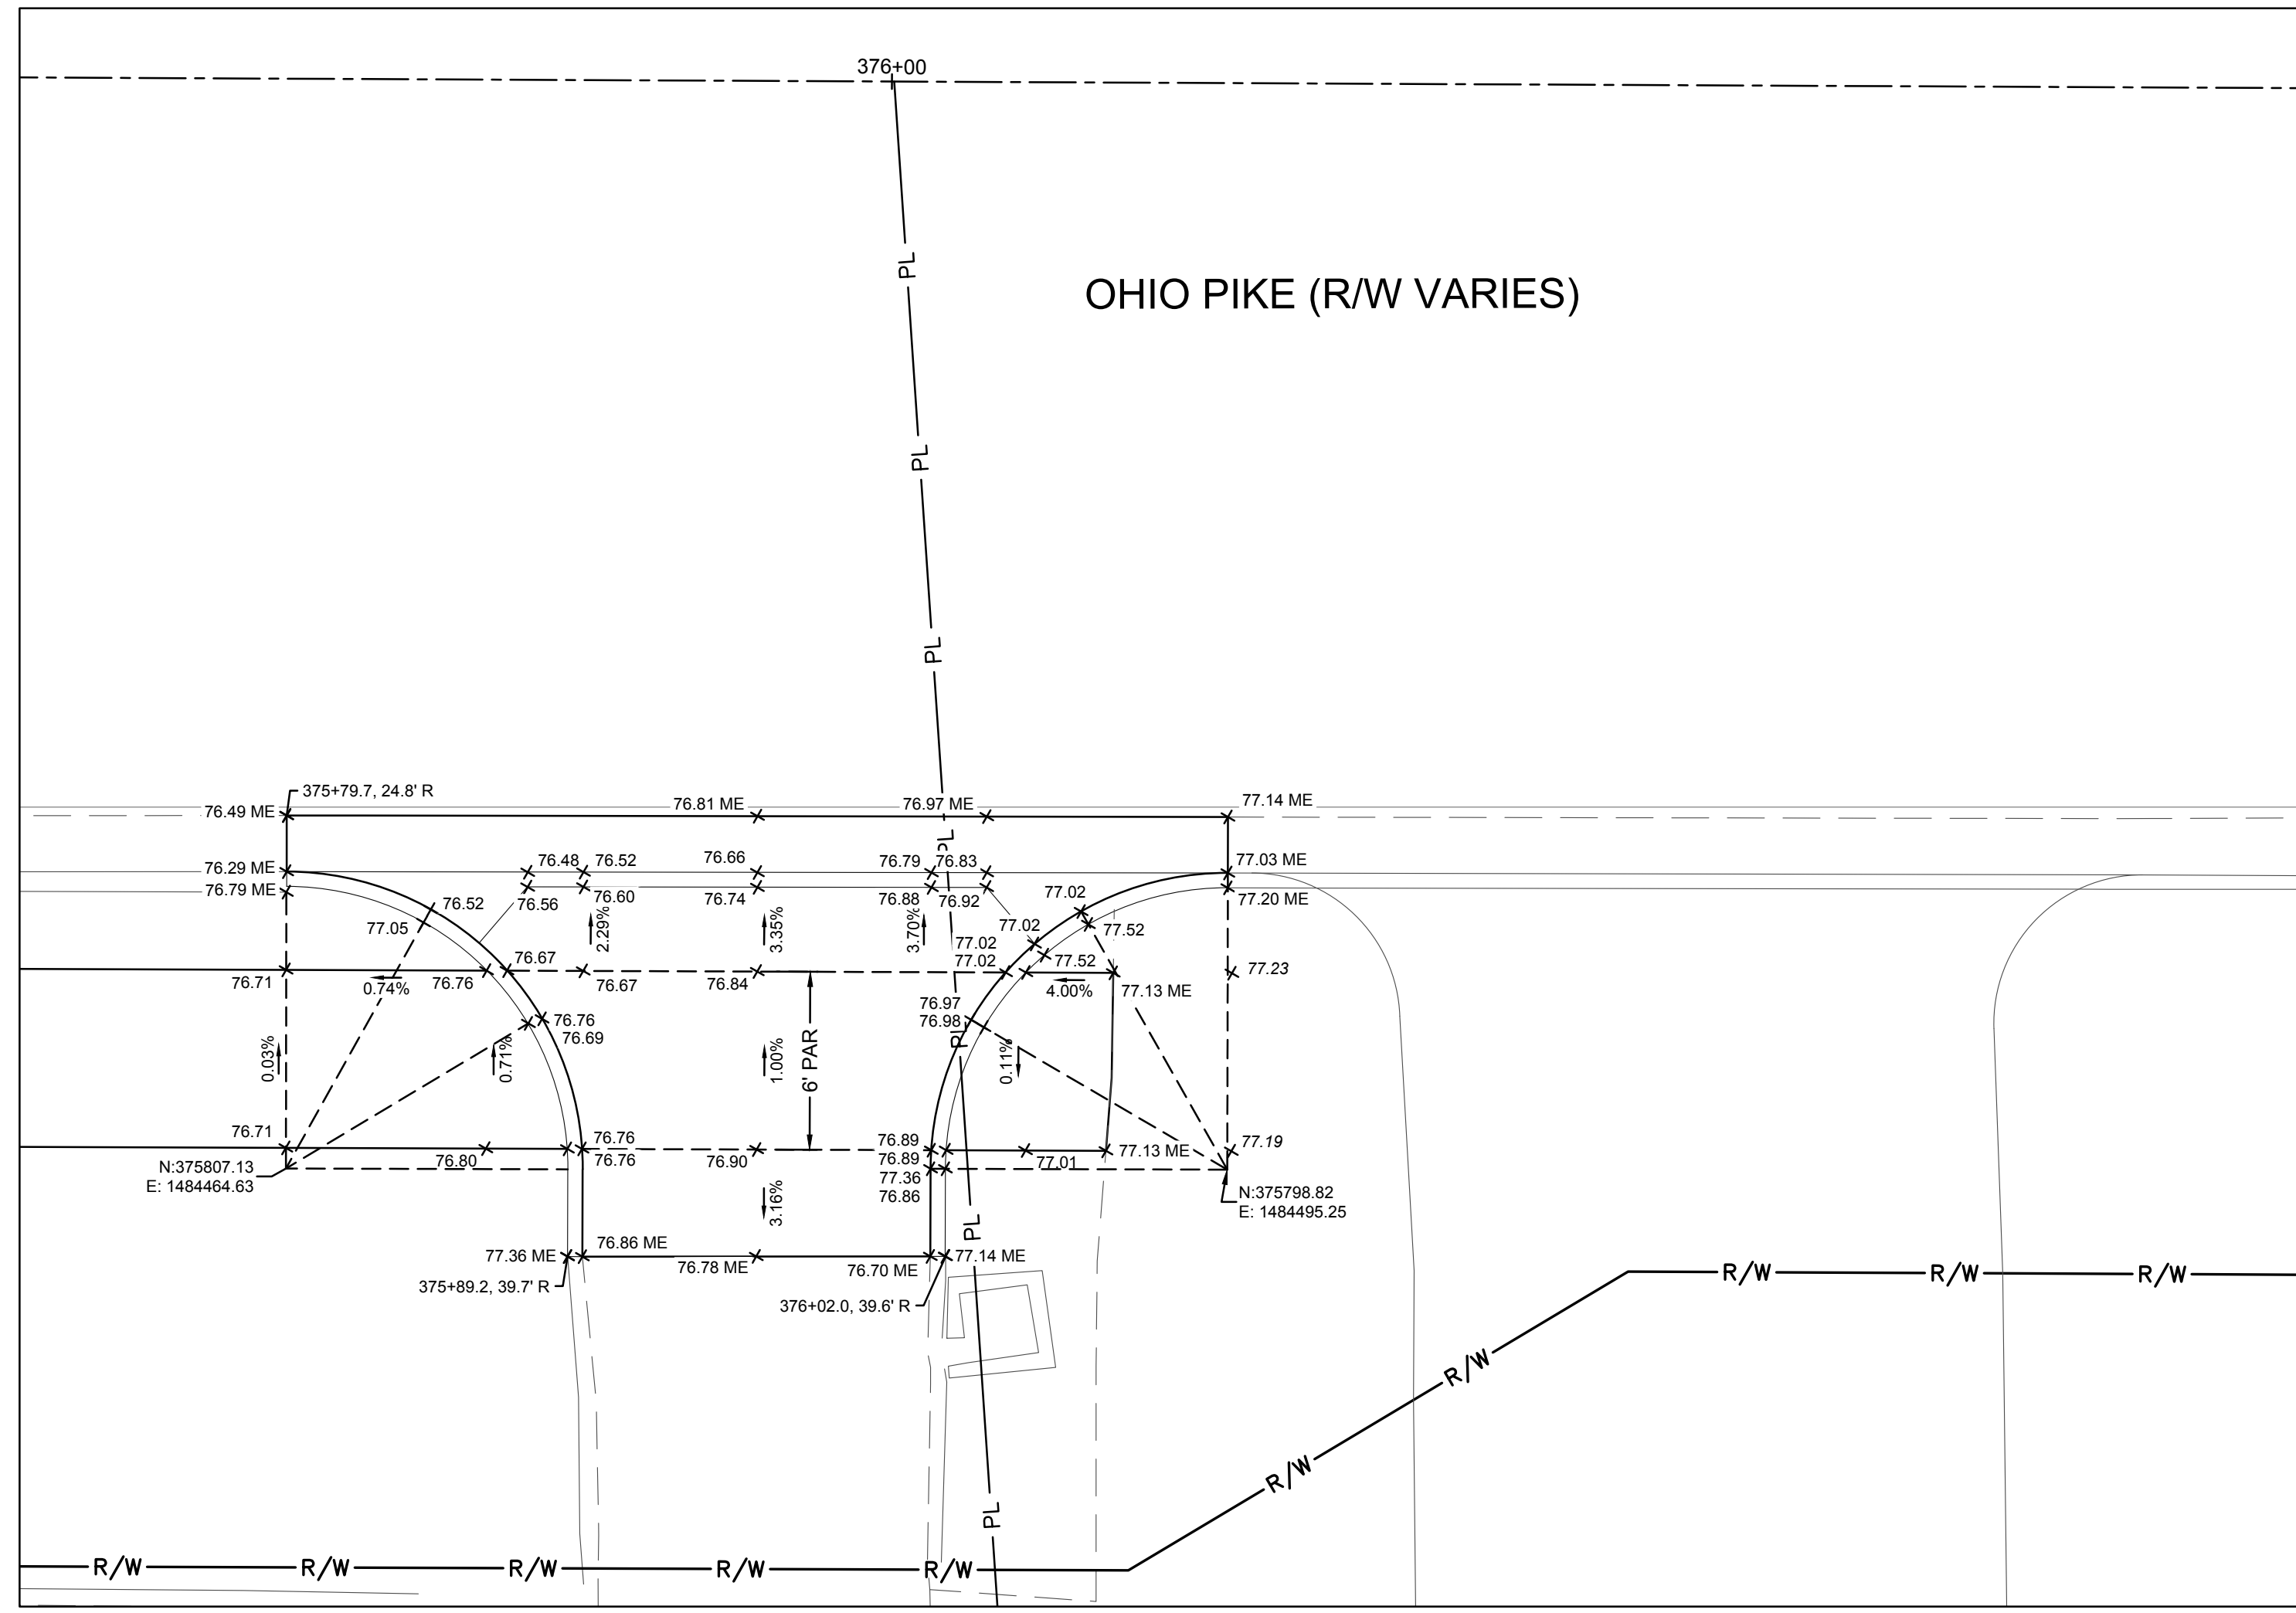 376+00
PL
OHIO PIKE (R/W VARIES)
PL
PL
375+79.7, 24.8' R
76.49 ME
76.81 ME
76.97 ME
77.14 ME
PL
76.29 ME
76.48
76.52
76.66
76.79
76.83
77.03 ME
76.79 ME
76.56
76.60
76.74
76.88
76.92
77.02
77.20 ME
76.52
77.05
2.29%
3.35%
3.70%
77.02
77.52
76.67
77.02
77.02
77.52
77.23
76.71
0.74%
76.76
76.67
76.84
4.00%
77.13 ME
76.97
76.98
76.76
76.69
PL
0.03%
0.71%
1.00%
6' PAR
0.11%
76.71
76.76
76.76
76.80
76.90
76.89
76.89
77.01
77.13 ME
77.19
N:375807.13
E: 1484464.63
77.36
76.86
N:375798.82
E: 1484495.25
3.16%
PL
77.36 ME
76.86 ME
76.78 ME
76.70 ME
77.14 ME
375+89.2, 39.7' R
376+02.0, 39.6' R
R/W
R/W
R/W
R/W
R/W
PL
R/W
R/W
R/W
R/W
R/W